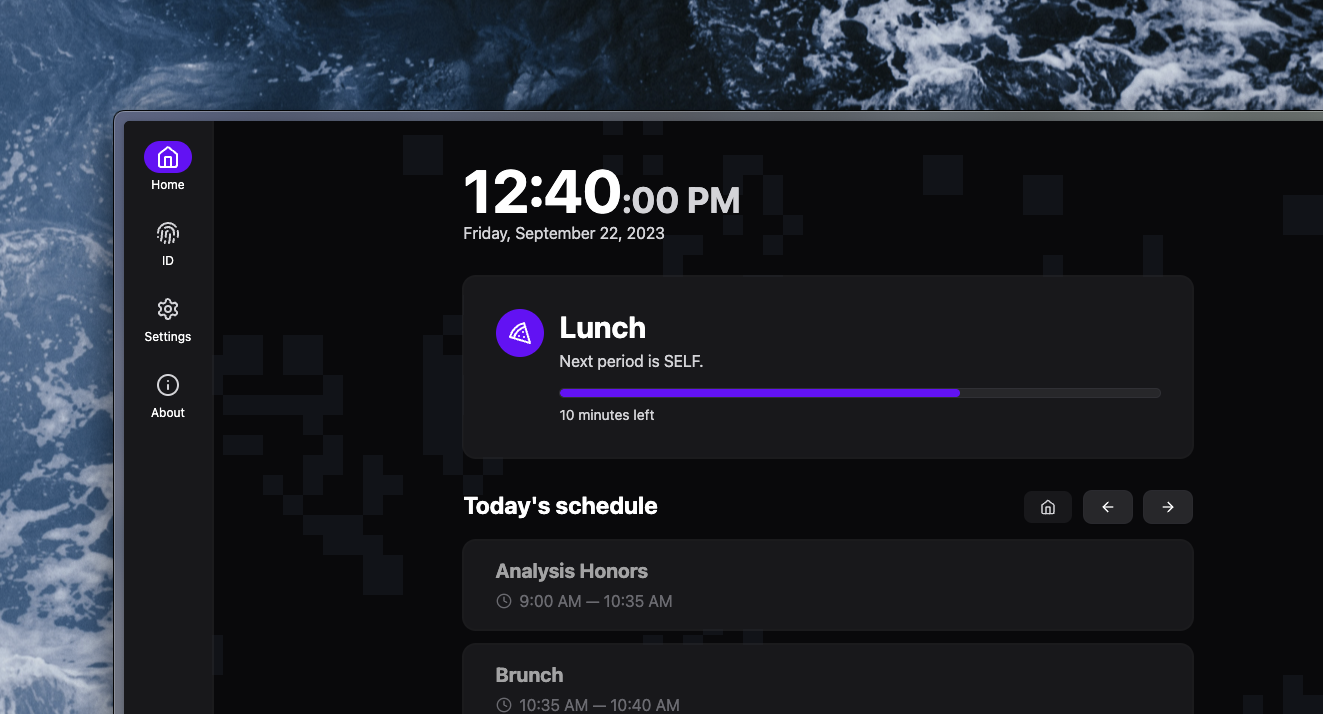 Home
ID
Settings
About
12:40:00 PM
Friday, September 22, 2023
Lunch
Next period is SELF.
10 minutes left
Today's schedule
Analysis Honors
9:00 AM — 10:35 AM
Brunch
10:35 AM — 10:40 AM